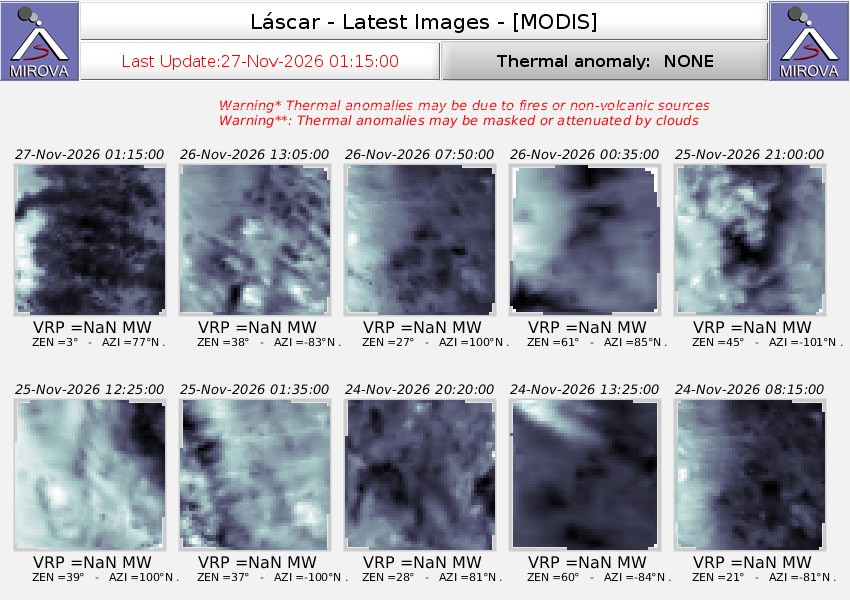 Láscar - Latest Images - [MODIS]
MIROVA
Last Update:27-Nov-2026 01:15:00
Thermal anomaly: NONE
MIROVA
Warning* Thermal anomalies may be due to fires or non-volcanic sources
Warning**: Thermal anomalies may be masked or attenuated by clouds
27-Nov-2026 01:15:00
26-Nov-2026 13:05:00
26-Nov-2026 07:50:00
26-Nov-2026 00:35:00
25-Nov-2026 21:00:00
VRP =NaN MW
VRP =NaN MW
VRP =NaN MW
VRP =NaN MW
VRP =NaN MW
ZEN =3° - AZI =77°N .
ZEN =38° - AZI =-83°N .
ZEN =27° - AZI =100°N .
ZEN =61° - AZI =85°N .
ZEN =45° - AZI =-101°N .
25-Nov-2026 12:25:00
25-Nov-2026 01:35:00
24-Nov-2026 20:20:00
24-Nov-2026 13:25:00
24-Nov-2026 08:15:00
VRP =NaN MW
VRP =NaN MW
VRP =NaN MW
VRP =NaN MW
VRP =NaN MW
ZEN =39° - AZI =100°N .
ZEN =37° - AZI =-100°N .
ZEN =28° - AZI =81°N .
ZEN =60° - AZI =-84°N .
ZEN =21° - AZI =-81°N .